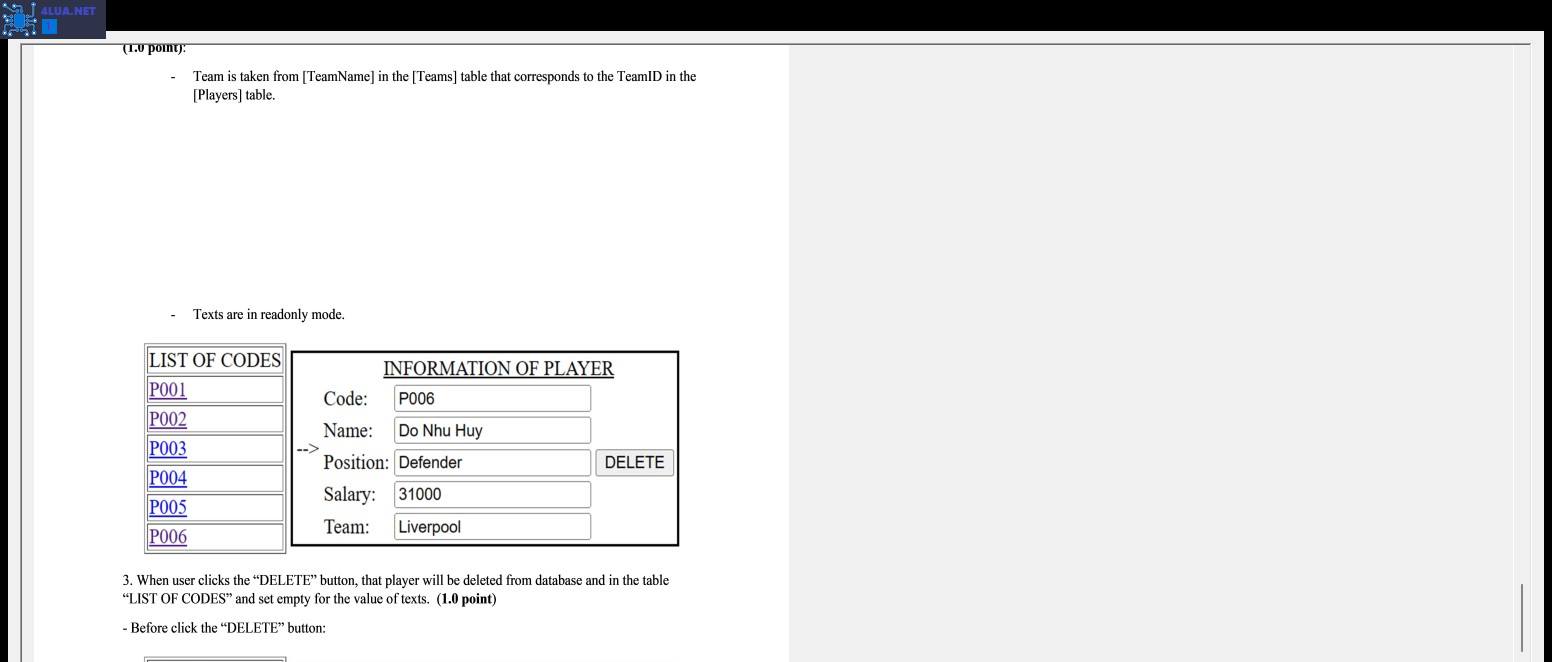 4LUA.NET
(1.0 point):
- Team is taken from [TeamName] in the [Teams] table that corresponds to the TeamID in the
[Players] table.
- Texts are in readonly mode.
LIST OF CODES
P001
P002
P003
P004
P005
P006
INFORMATION OF PLAYER
Code: P006
Name: Do Nhu Huy
--> Position: Defender DELETE
Salary: 31000
Team: Liverpool
3. When user clicks the “DELETE” button, that player will be deleted from database and in the table
“LIST OF CODES” and set empty for the value of texts. (1.0 point)
- Before click the “DELETE” button: